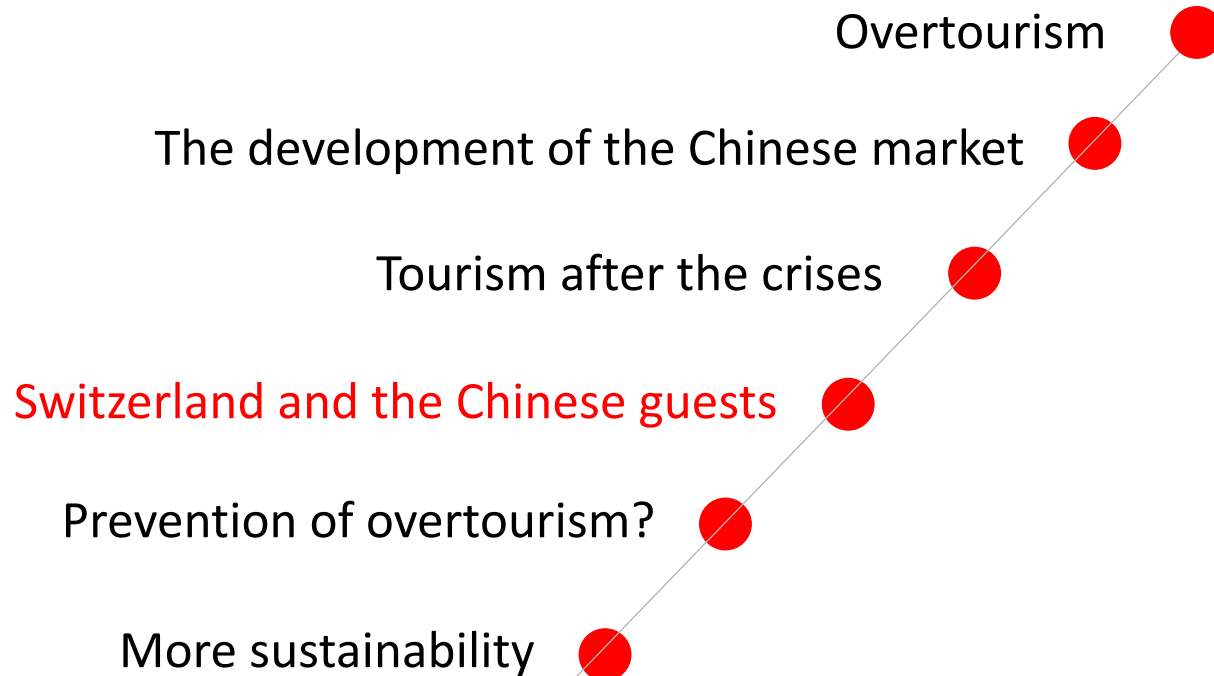 Overtourism
The development of the Chinese market
Tourism after the crises
Switzerland and the Chinese guests
Prevention of overtourism?
More sustainability